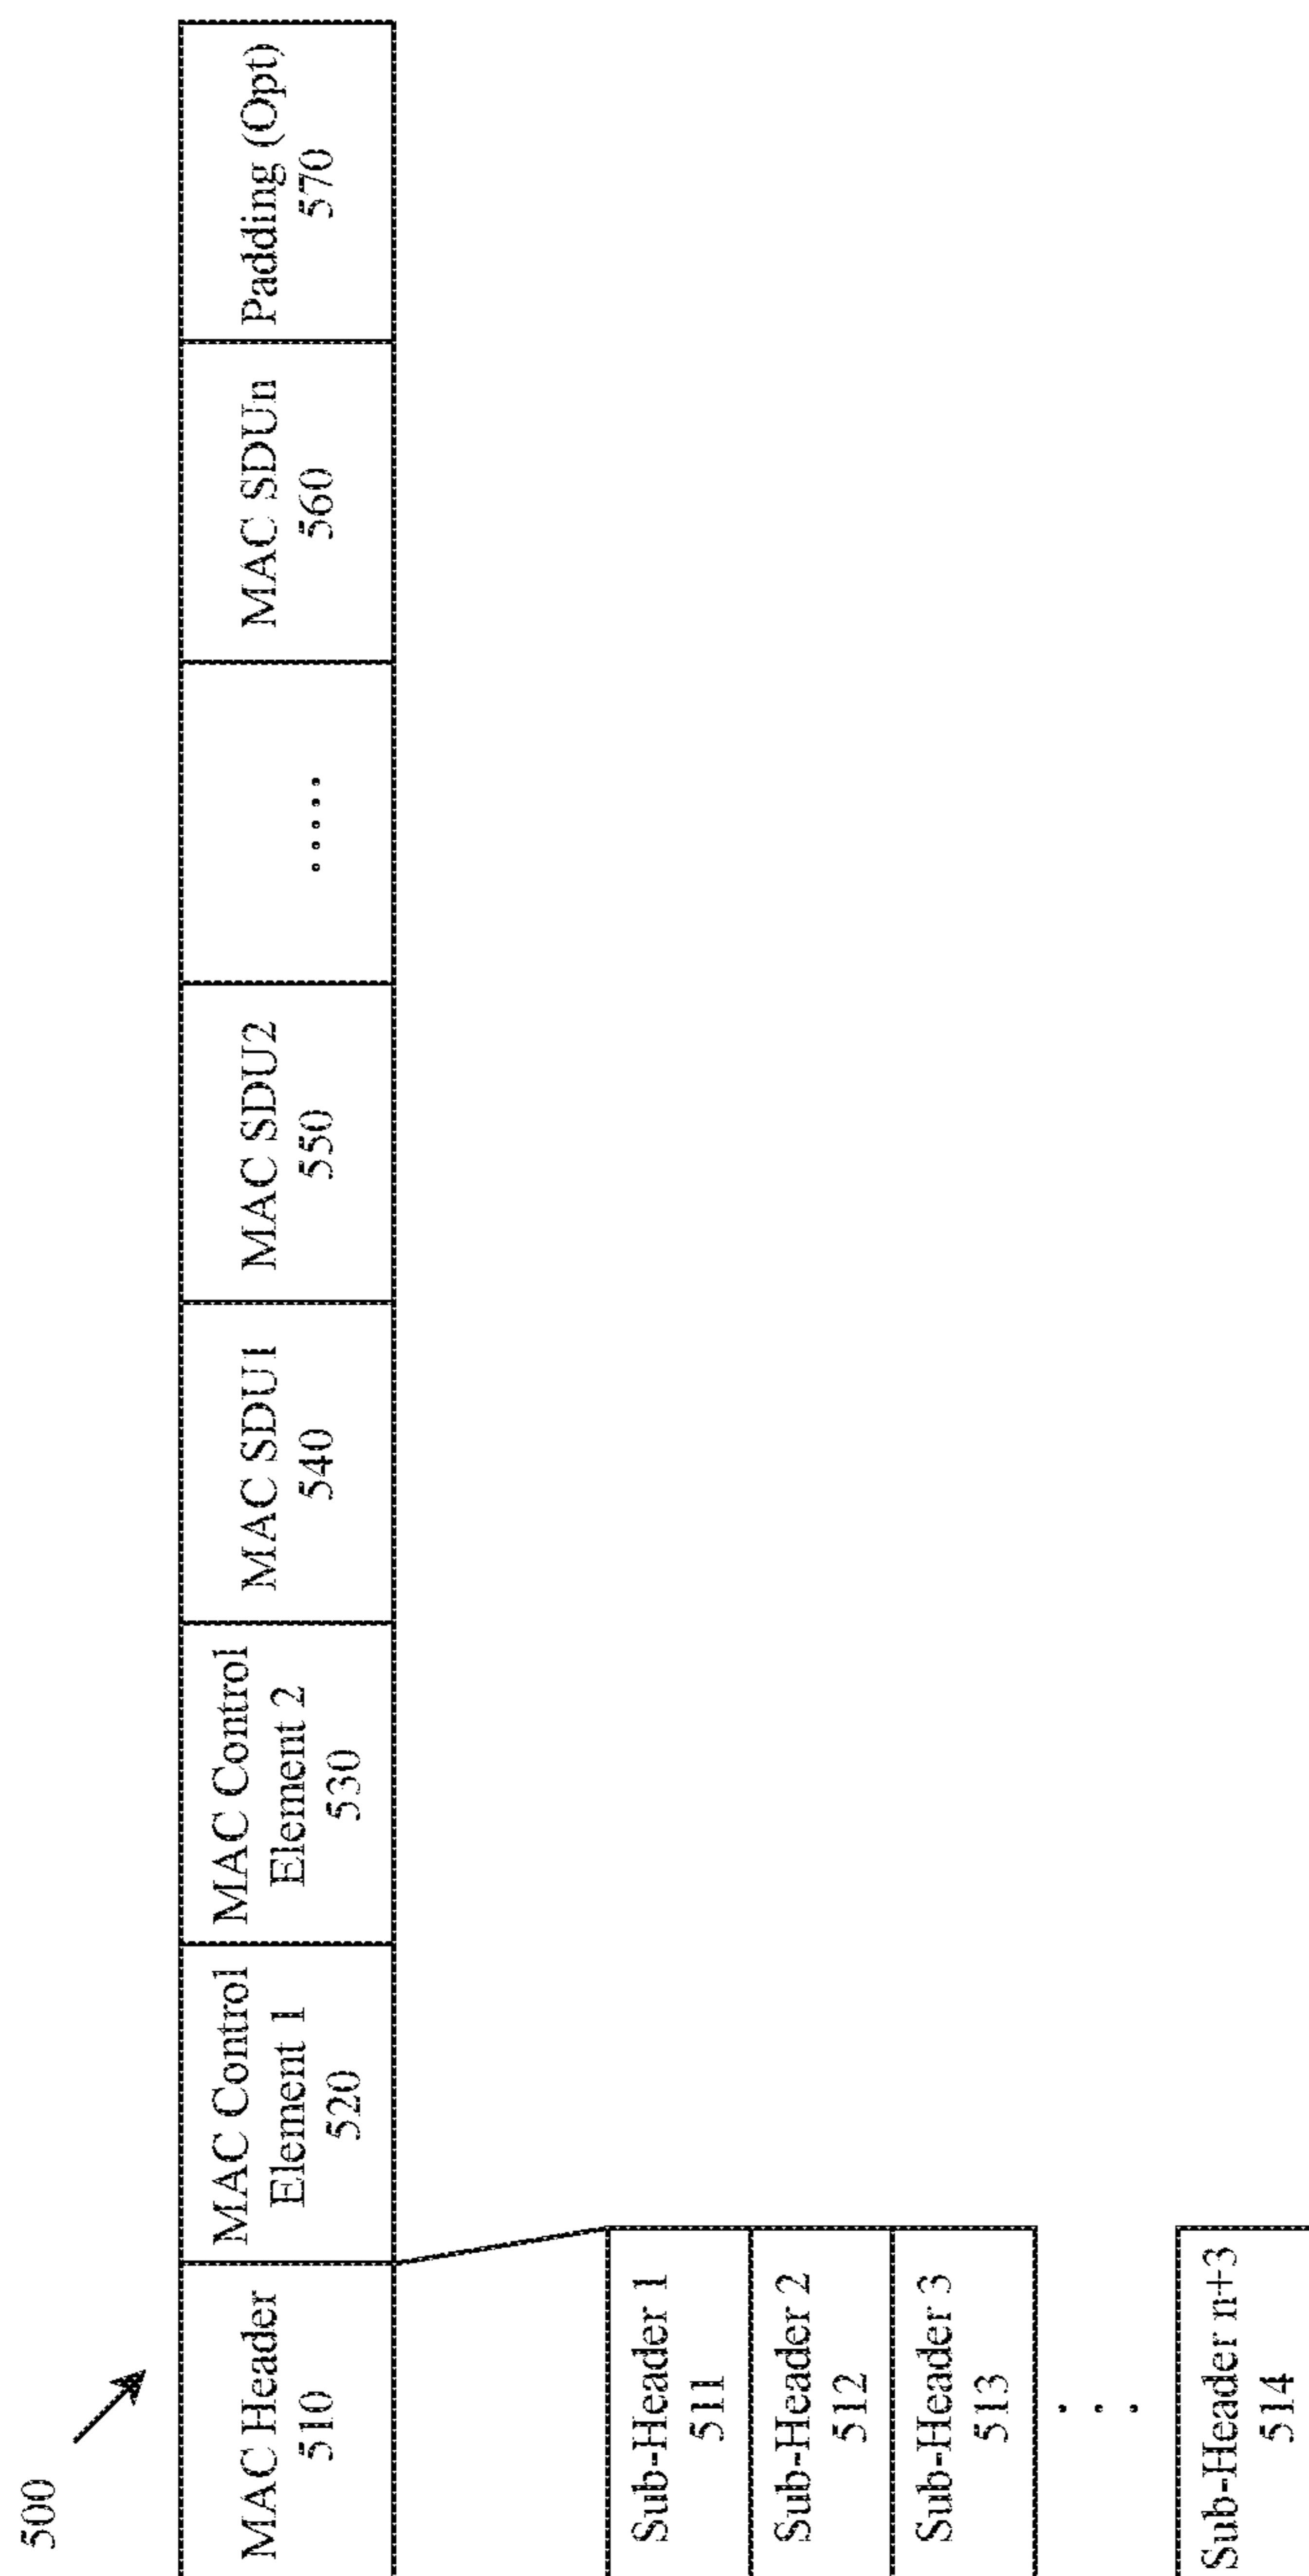 500
MAC Header
510
MAC Control
Element 1
520
MAC Control
Element 2
530
MAC SDU1
540
MAC SDU2
550
.....
MAC SDUn
560
Padding (Opt)
570
Sub-Header 1
511
Sub-Header 2
512
Sub-Header 3
513
. . .
Sub-Header n+3
514